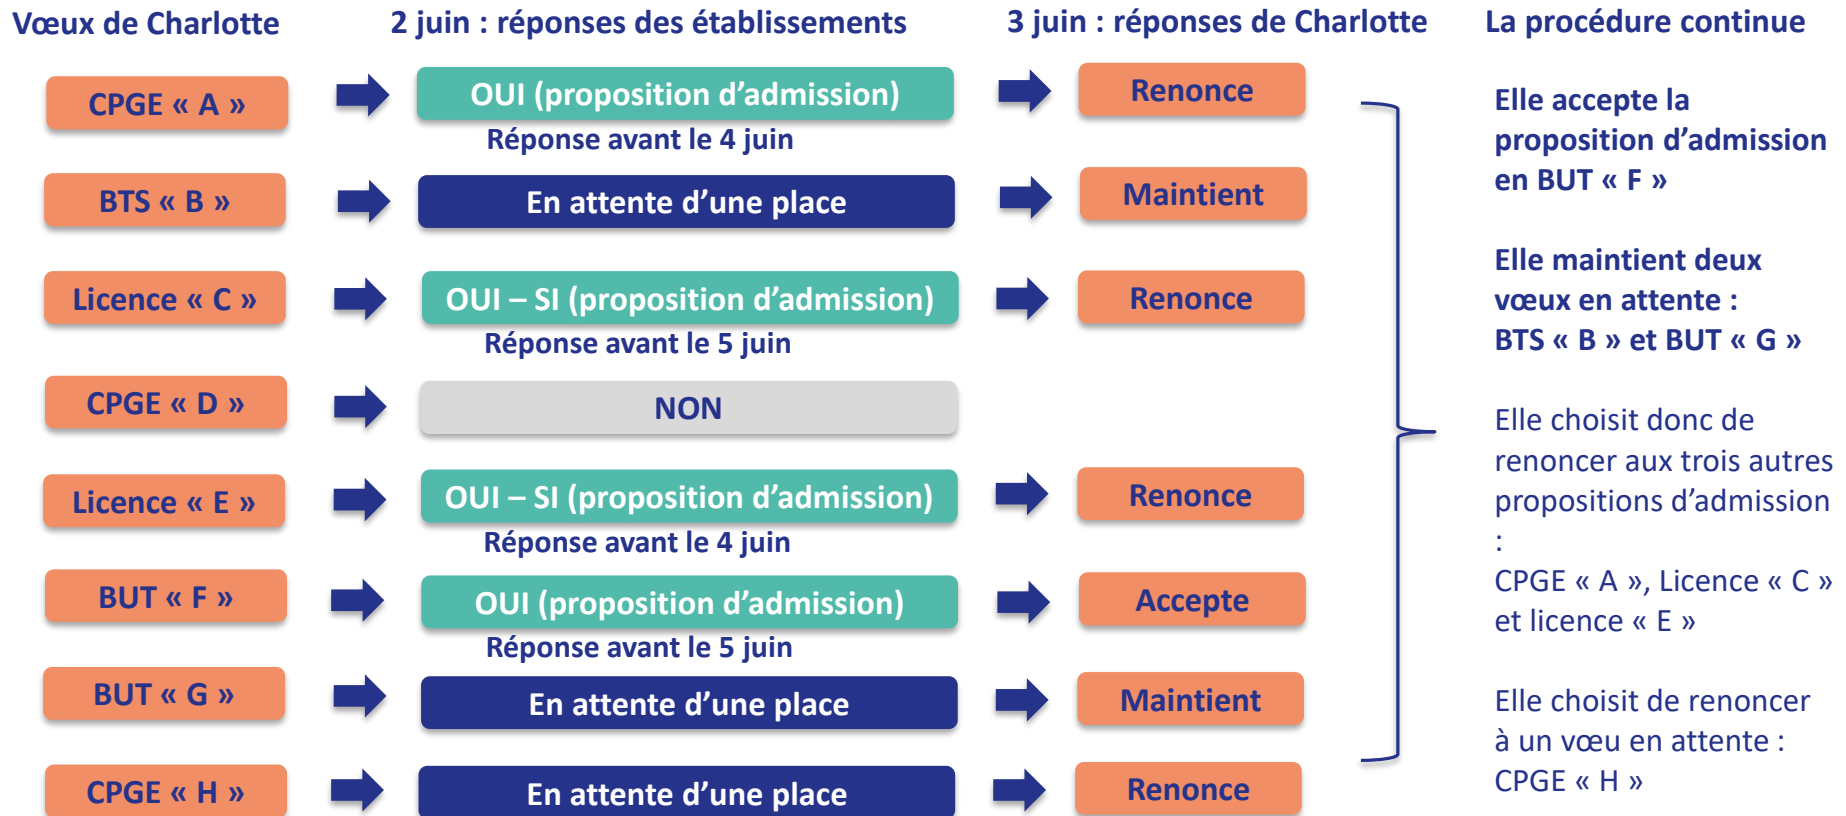 Vœux de Charlotte
2 juin : réponses des établissements
3 juin : réponses de Charlotte
La procédure continue
CPGE « A »
OUI (proposition d’admission)
Réponse avant le 4 juin
Renonce
BTS « B »
En attente d’une place
Maintient
Licence « C »
OUI – SI (proposition d’admission)
Réponse avant le 5 juin
Renonce
CPGE « D »
NON
Licence « E »
OUI – SI (proposition d’admission)
Réponse avant le 4 juin
Renonce
BUT « F »
OUI (proposition d’admission)
Réponse avant le 5 juin
Accepte
BUT « G »
En attente d’une place
Maintient
CPGE « H »
En attente d’une place
Renonce
Elle accepte la
proposition d’admission
en BUT « F »
Elle maintient deux
vœux en attente :
BTS « B » et BUT « G »
Elle choisit donc de
renoncer aux trois autres
propositions d’admission
:
CPGE « A », Licence « C »
et licence « E »
Elle choisit de renoncer
à un vœu en attente :
CPGE « H »